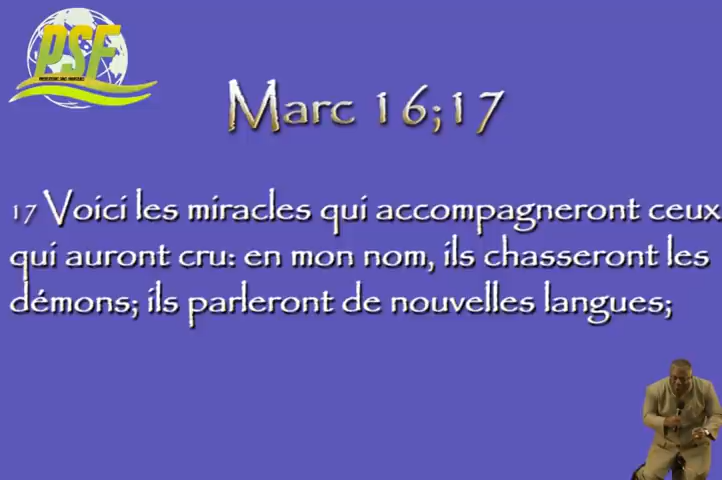 PSF
Marc 16;17
17 Voici les miracles qui accompagneront ceux
qui auront cru: en mon nom, ils chasseront les
démons; ils parleront de nouvelles langues;